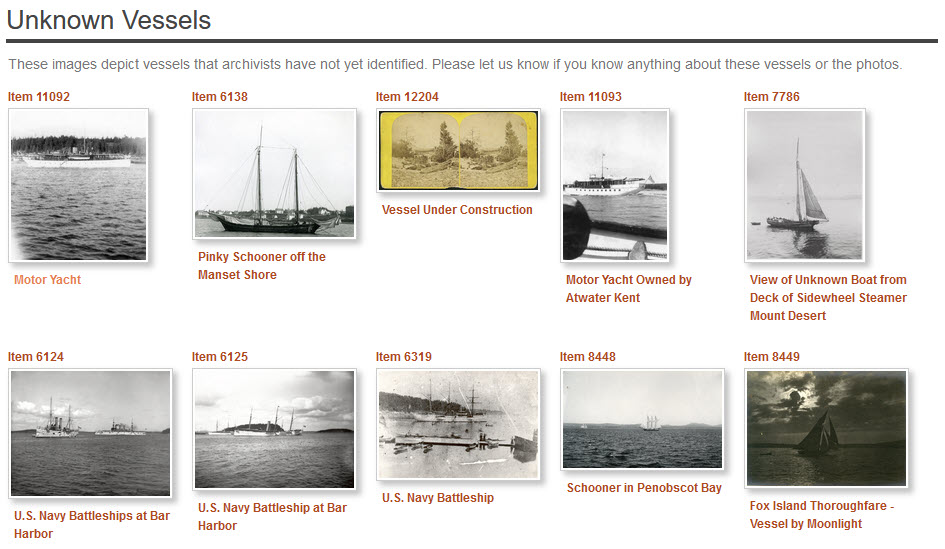 Unknown Vessels
These images depict vessels that archivists have not yet identified. Please let us know if you know anything about these vessels or the photos.
Item 11092
Motor Yacht
Item 6138
Pinky Schooner off the
Manset Shore
Item 12204
Vessel Under Construction
Item 11093
Motor Yacht Owned by
Atwater Kent
Item 7786
View of Unknown Boat from
Deck of Sidewheel Steamer
Mount Desert
Item 6124
U.S. Navy Battleships at Bar
Harbor
Item 6125
U.S. Navy Battleship at Bar
Harbor
Item 6319
U.S. Navy Battleship
Item 8448
Schooner in Penobscot Bay
Item 8449
Fox Island Thoroughfare -
Vessel by Moonlight